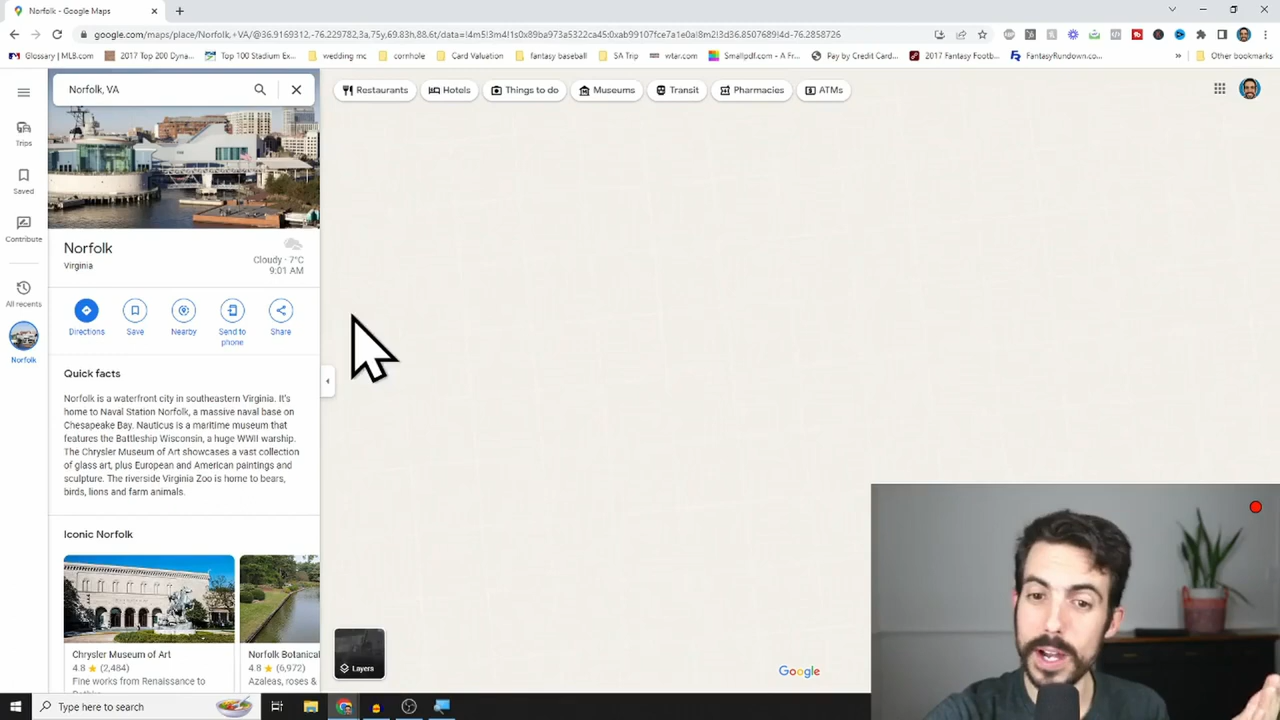 Norfolk - Google Maps
google.com/maps/place/Norfolk,+VA/@36.9169312,-76.229782,3a,75y,69.83h,88.6t/data=!4m5!3m4!1s0x89ba973a5322ca45:0xab99107fce7a1e0a!8m2!3d36.8507689!4d-76.2858726
Glossary | MLB.com 2017 Top 200 Dyna... Top 100 Stadium Ex... wedding mc cornhole Card Valuation fantasy baseball SA Trip wtar.com Smallpdf.com - A Fr... Pay by Credit Card... 2017 Fantasy Footb... FantasyRundown.co... » Other bookmarks
Norfolk, VA
Restaurants Hotels Things to do Museums Transit Pharmacies ATMs
Trips
Saved
Contribute
All recents
Norfolk
Norfolk
Virginia
Cloudy · 7°C
9:01 AM
Directions Save Nearby Send to phone Share
Quick facts
Norfolk is a waterfront city in southeastern Virginia. It's
home to Naval Station Norfolk, a massive naval base on
Chesapeake Bay. Nauticus is a maritime museum that
features the Battleship Wisconsin, a huge WWII warship.
The Chrysler Museum of Art showcases a vast collection
of glass art, plus European and American paintings and
sculpture. The riverside Virginia Zoo is home to bears,
birds, lions and farm animals.
Iconic Norfolk
Chrysler Museum of Art
4.8 ★ (2,484)
Fine works from Renaissance to
Norfolk Botanical
4.8 ★ (6,972)
Azaleas, roses &
Layers
Google
Type here to search